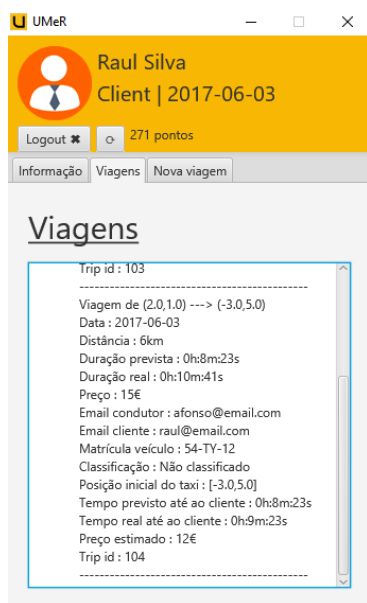 UMeR
Raul Silva
Client | 2017-06-03
Logout ✖
⟳
271 pontos
Informação Viagens Nova viagem
Viagens
Trip id : 103
------------------------------------------------
Viagem de (2.0,1.0) ---> (-3.0,5.0)
Data : 2017-06-03
Distância : 6km
Duração prevista : 0h:8m:23s
Duração real : 0h:10m:41s
Preço : 15€
Email condutor : afonso@email.com
Email cliente : raul@email.com
Matrícula veículo : 54-TY-12
Classificação : Não classificado
Posição inicial do taxi : [-3.0,5.0]
Tempo previsto até ao cliente : 0h:8m:23s
Tempo real até ao cliente : 0h:9m:23s
Preço estimado : 12€
Trip id : 104
------------------------------------------------